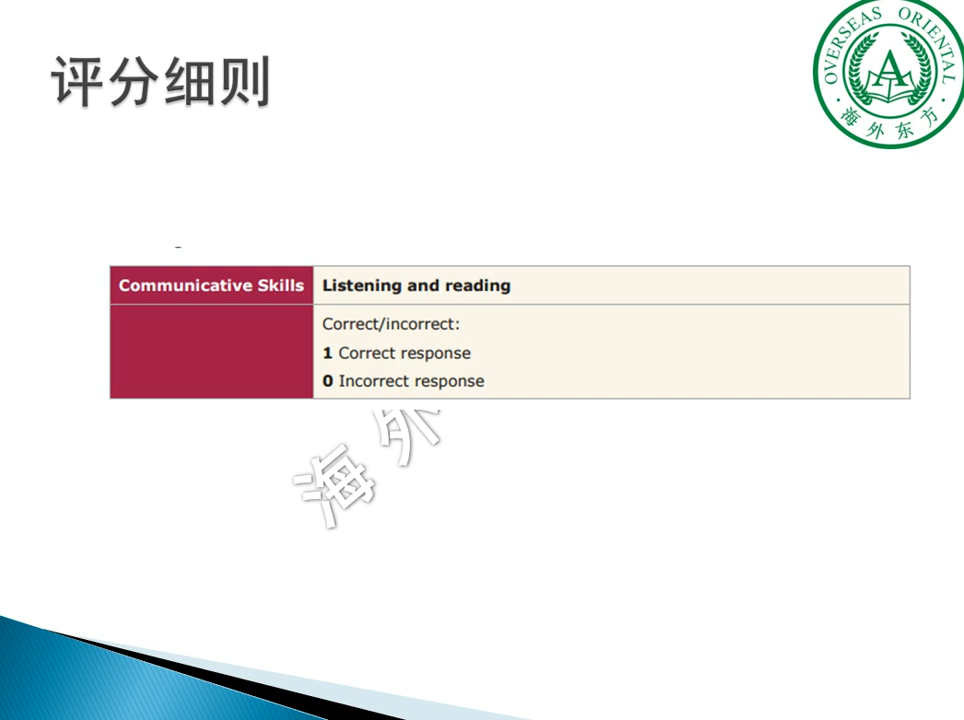 评分细则
OVERSEAS ORIENTAL
A
海外东方
Communicative Skills
Listening and reading
Correct/incorrect:
1 Correct response
0 Incorrect response
海外